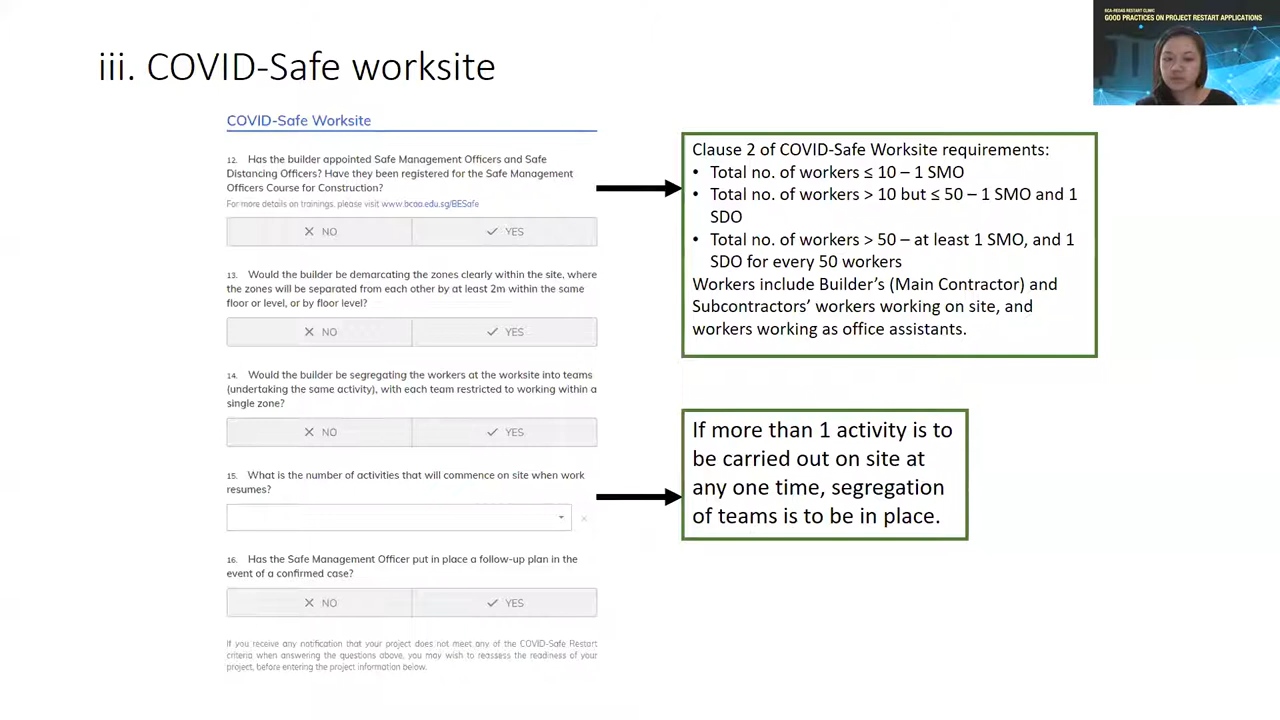 BCA-REDAS RESTART CLINIC
GOOD PRACTICES ON PROJECT RESTART APPLICATIONS
iii. COVID-Safe worksite
COVID-Safe Worksite
12. Has the builder appointed Safe Management Officers and Safe
Distancing Officers? Have they been registered for the Safe Management
Officers Course for Construction?
For more details on trainings, please visit www.bcaa.edu.sg/BESafe
✕ NO ✓ YES
13. Would the builder be demarcating the zones clearly within the site, where
the zones will be separated from each other by at least 2m within the same
floor or level, or by floor level?
✕ NO ✓ YES
14. Would the builder be segregating the workers at the worksite into teams
(undertaking the same activity), with each team restricted to working within a
single zone?
✕ NO ✓ YES
15. What is the number of activities that will commence on site when work
resumes?
16. Has the Safe Management Officer put in place a follow-up plan in the
event of a confirmed case?
✕ NO ✓ YES
If you receive any notification that your project does not meet any of the COVID-Safe Restart
criteria when answering the questions above, you may wish to reassess the readiness of your
project, before entering the project information below.
Clause 2 of COVID-Safe Worksite requirements:
• Total no. of workers ≤ 10 – 1 SMO
• Total no. of workers > 10 but ≤ 50 – 1 SMO and 1
SDO
• Total no. of workers > 50 – at least 1 SMO, and 1
SDO for every 50 workers
Workers include Builder's (Main Contractor) and
Subcontractors' workers working on site, and
workers working as office assistants.
If more than 1 activity is to
be carried out on site at
any one time, segregation
of teams is to be in place.